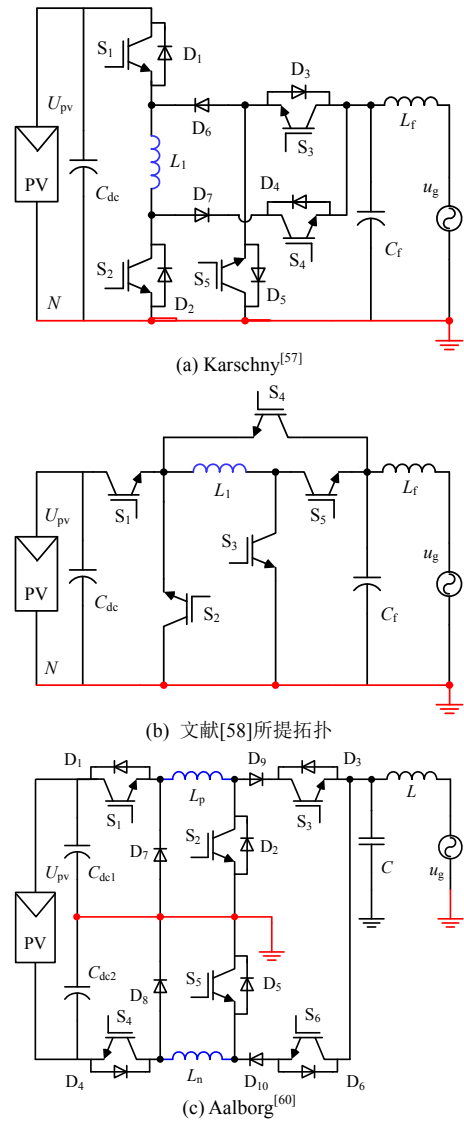 S1
D1
D3
Upv
D6
S3
Lf
L1
PV
Cdc
D7
D4
ug
S2
S5
S4
Cf
N
D2
D5
(a) Karschny[57]
S4
L1
Lf
Upv
S1
S5
S3
ug
PV
Cdc
S2
Cf
N
(b) 文献[58]所提拓扑
D1
D9
D3
Lp
L
S1
S2
S3
Upv
Cdc1
D7
D2
C
ug
PV
Cdc2
D8
S5
D5
S4
S6
D4
Ln
D10
D6
(c) Aalborg[60]